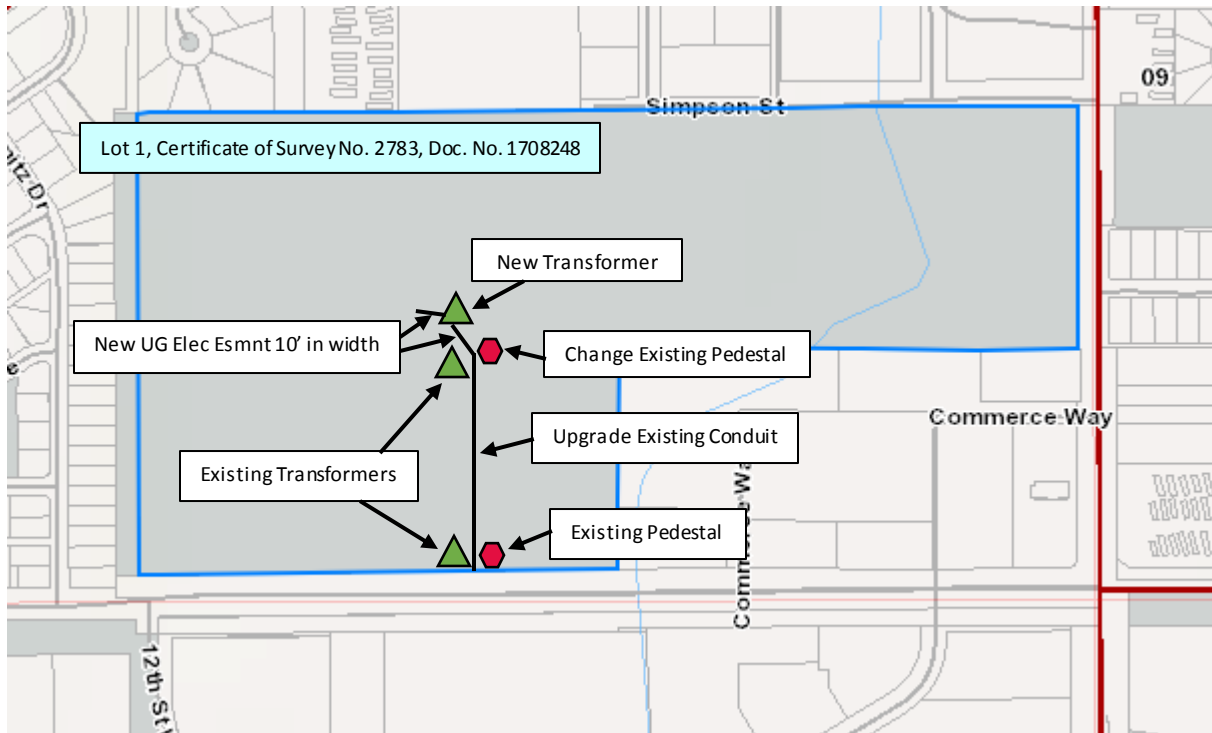 09
Simpson St
Lot 1, Certificate of Survey No. 2783, Doc. No. 1708248
itz Dr
New Transformer
New UG Elec Esmnt 10’ in width
Change Existing Pedestal
Commerce Way
Upgrade Existing Conduit
Existing Transformers
Existing Pedestal
Commerce Wa
12th St